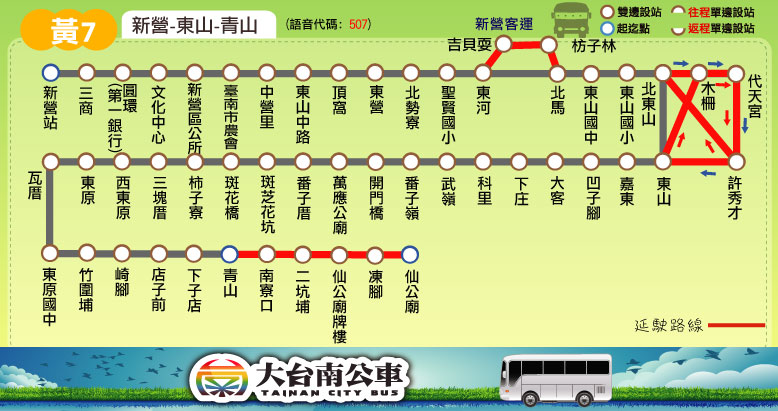 黃7
新營-東山-青山
(語音代碼: 507)
新營客運
雙邊設站
往程單邊設站
起迄點
返程單邊設站
吉貝耍
枋子林
新營站
三商
圓環(第一銀行)
文化中心
新營區公所
臺南市農會
中營里
東山中路
頂窩
東營
北勢寮
聖賢國小
東河
北馬
東山國中
東山國小
北東山
木柵
代天宮
瓦厝
東原
西東原
三塊厝
柿子寮
斑花橋
斑芝花坑
番子厝
萬應公廟
開門橋
番子嶺
武嶺
科里
下庄
大客
凹子腳
嘉東
東山
許秀才
東原國中
竹圍埔
崎腳
店子前
下子店
青山
南寮口
二坑埔
仙公廟牌樓
凍腳
仙公廟
延駛路線
大台南公車
TAINAN CITY BUS